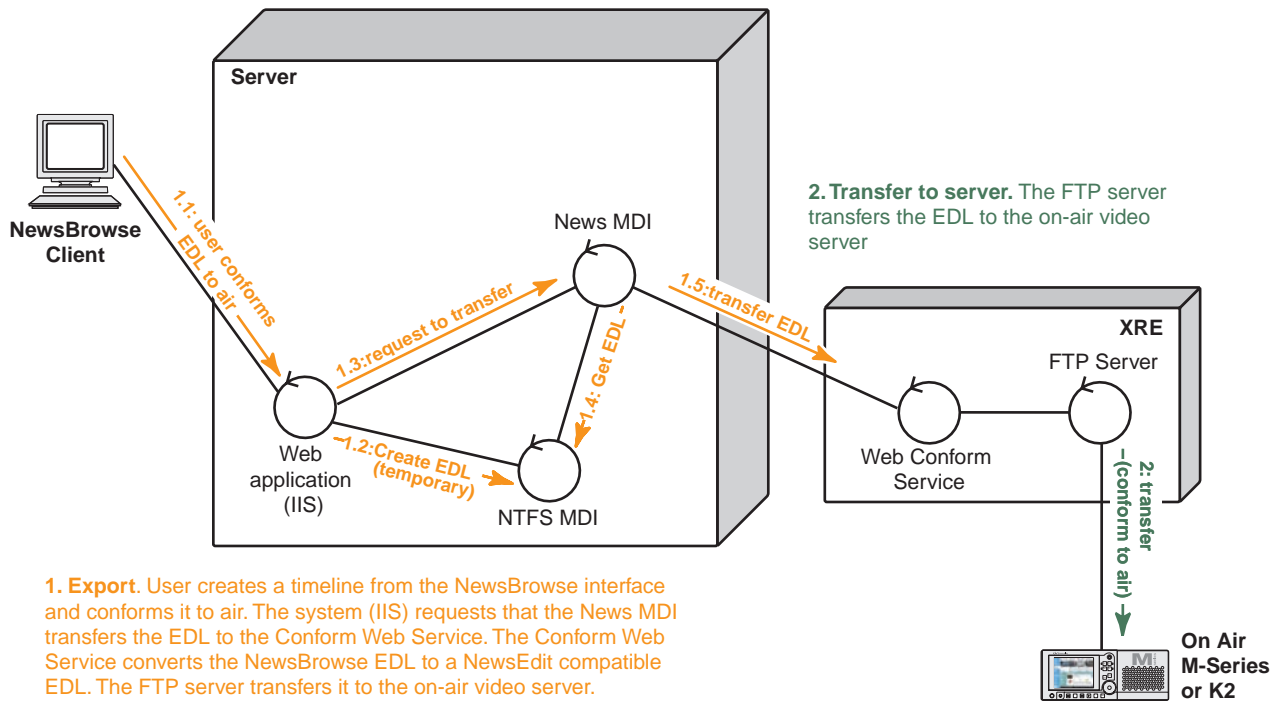 Server
NewsBrowse
Client
1.1: user conforms
EDL to air
News MDI
2. Transfer to server. The FTP server
transfers the EDL to the on-air video
server
1.3:request to transfer
1.5:transfer EDL
1.4: Get EDL
XRE
FTP Server
Web
application
(IIS)
1.2:Create EDL
(temporary)
NTFS MDI
Web Conform
Service
2: transfer
(conform to air)
1. Export. User creates a timeline from the NewsBrowse interface
and conforms it to air. The system (IIS) requests that the News MDI
transfers the EDL to the Conform Web Service. The Conform Web
Service converts the NewsBrowse EDL to a NewsEdit compatible
EDL. The FTP server transfers it to the on-air video server.
M
On Air
M-Series
or K2